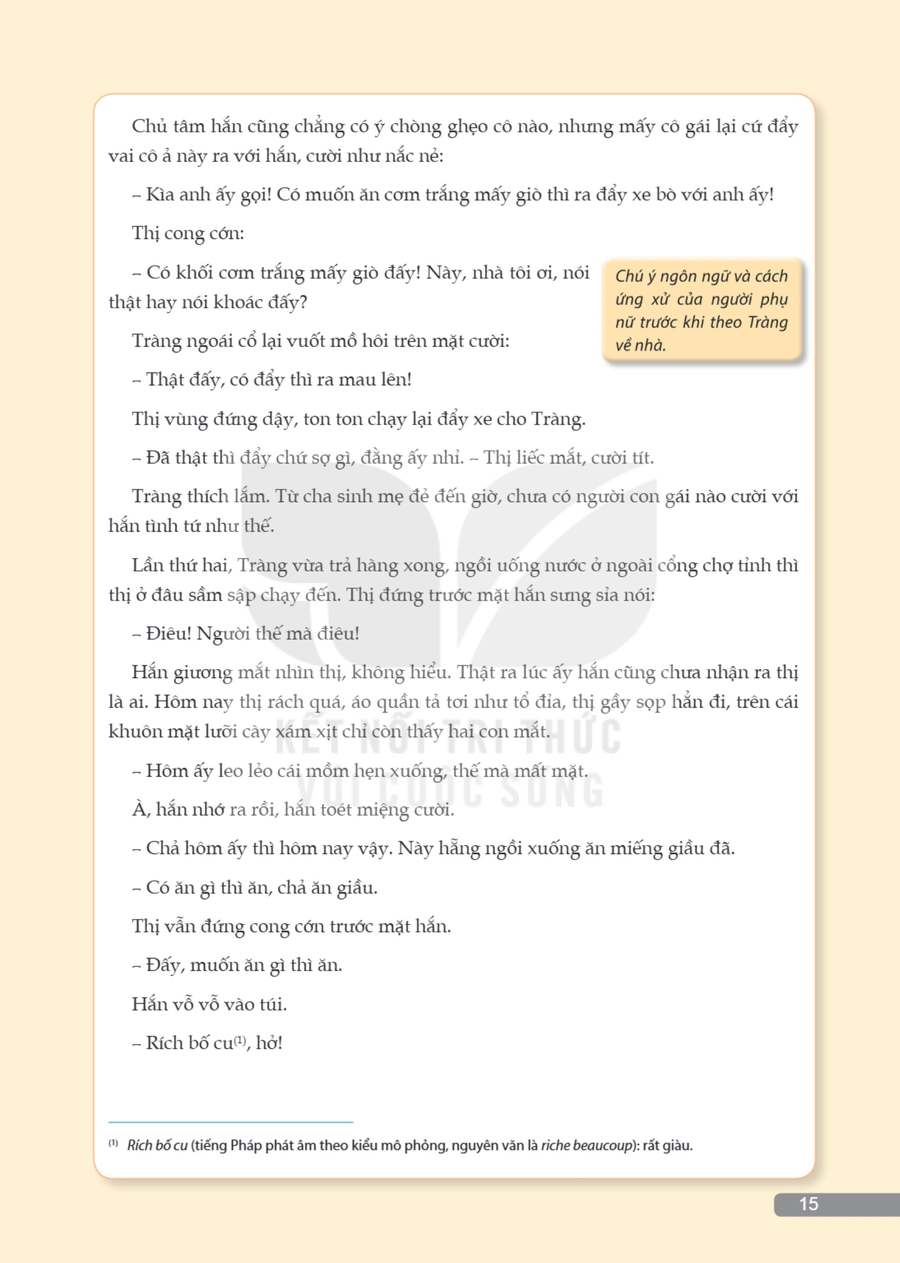 Chủ tâm hắn cũng chẳng có ý chòng ghẹo cô nào, nhưng mấy cô gái lại cứ đẩy
vai cô ả này ra với hắn, cười như nắc nẻ:
– Kìa anh ấy gọi! Có muốn ăn cơm trắng mấy giò thì ra đẩy xe bò với anh ấy!
Thị cong cớn:
– Có khối cơm trắng mấy giò đấy! Này, nhà tôi ơi, nói
thật hay nói khoác đấy?
Chú ý ngôn ngữ và cách
ứng xử của người phụ
nữ trước khi theo Tràng
về nhà.
Tràng ngoái cổ lại vuốt mồ hôi trên mặt cười:
– Thật đấy, có đẩy thì ra mau lên!
Thị vùng đứng dậy, ton ton chạy lại đẩy xe cho Tràng.
– Đã thật thì đẩy chứ sợ gì, đằng ấy nhỉ. – Thị liếc mắt, cười tít.
Tràng thích lắm. Từ cha sinh mẹ đẻ đến giờ, chưa có người con gái nào cười với
hắn tình tứ như thế.
Lần thứ hai, Tràng vừa trả hàng xong, ngồi uống nước ở ngoài cổng chợ tỉnh thì
thị ở đâu sầm sập chạy đến. Thị đứng trước mặt hắn sưng sỉa nói:
– Điêu! Người thế mà điêu!
Hắn giương mắt nhìn thị, không hiểu. Thật ra lúc ấy hắn cũng chưa nhận ra thị
là ai. Hôm nay thị rách quá, áo quần tả tơi như tổ đỉa, thị gầy sọp hẳn đi, trên cái
khuôn mặt lưỡi cày xám xịt chỉ còn thấy hai con mắt.
– Hôm ấy leo lẻo cái mồm hẹn xuống, thế mà mất mặt.
À, hắn nhớ ra rồi, hắn toét miệng cười.
– Chả hôm ấy thì hôm nay vậy. Này hẵng ngồi xuống ăn miếng giầu đã.
– Có ăn gì thì ăn, chả ăn giầu.
Thị vẫn đứng cong cớn trước mặt hắn.
– Đấy, muốn ăn gì thì ăn.
Hắn vỗ vỗ vào túi.
– Rích bố cu(1), hở!
(1) Rích bố cu (tiếng Pháp phát âm theo kiểu mô phỏng, nguyên văn là riche beaucoup): rất giàu.
15
KẾT NỐI TRI THỨC
VỚI CUỘC SỐNG